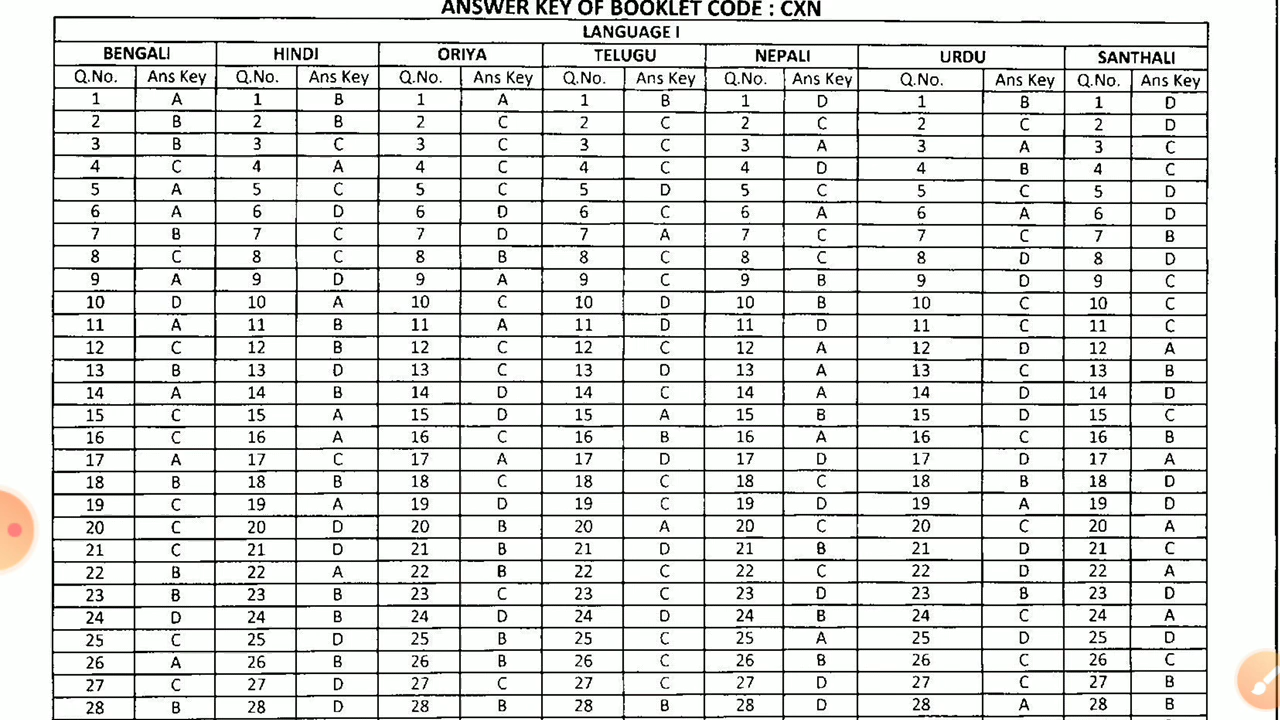 ANSWER KEY OF BOOKLET CODE : CXN
LANGUAGE I
BENGALI HINDI ORIYA TELUGU NEPALI URDU SANTHALI
Q.No. Ans Key Q.No. Ans Key Q.No. Ans Key Q.No. Ans Key Q.No. Ans Key Q.No. Ans Key Q.No. Ans Key
1 A 1 B 1 A 1 B 1 D 1 B 1 D
2 B 2 B 2 C 2 C 2 C 2 C 2 D
3 B 3 C 3 C 3 C 3 A 3 A 3 C
4 C 4 A 4 C 4 C 4 D 4 B 4 C
5 A 5 C 5 C 5 D 5 C 5 C 5 D
6 A 6 D 6 D 6 C 6 A 6 A 6 D
7 B 7 C 7 D 7 A 7 C 7 C 7 B
8 C 8 C 8 B 8 C 8 C 8 D 8 D
9 A 9 D 9 A 9 C 9 B 9 D 9 C
10 D 10 A 10 C 10 D 10 B 10 C 10 C
11 A 11 B 11 A 11 D 11 D 11 C 11 C
12 C 12 B 12 C 12 C 12 A 12 D 12 A
13 B 13 D 13 C 13 D 13 A 13 C 13 B
14 A 14 B 14 D 14 C 14 A 14 D 14 D
15 C 15 A 15 D 15 A 15 B 15 D 15 C
16 C 16 A 16 C 16 B 16 A 16 C 16 B
17 A 17 C 17 A 17 D 17 D 17 D 17 A
18 B 18 B 18 C 18 C 18 C 18 B 18 D
19 C 19 A 19 D 19 C 19 D 19 A 19 D
20 C 20 D 20 B 20 A 20 C 20 C 20 A
21 C 21 D 21 B 21 D 21 B 21 D 21 C
22 B 22 A 22 B 22 C 22 C 22 D 22 A
23 B 23 B 23 C 23 C 23 D 23 B 23 D
24 D 24 B 24 D 24 D 24 B 24 C 24 A
25 C 25 D 25 B 25 C 25 A 25 D 25 D
26 A 26 B 26 B 26 C 26 B 26 C 26 C
27 C 27 D 27 C 27 C 27 D 27 C 27 B
28 B 28 D 28 B 28 B 28 D 28 A 28 B